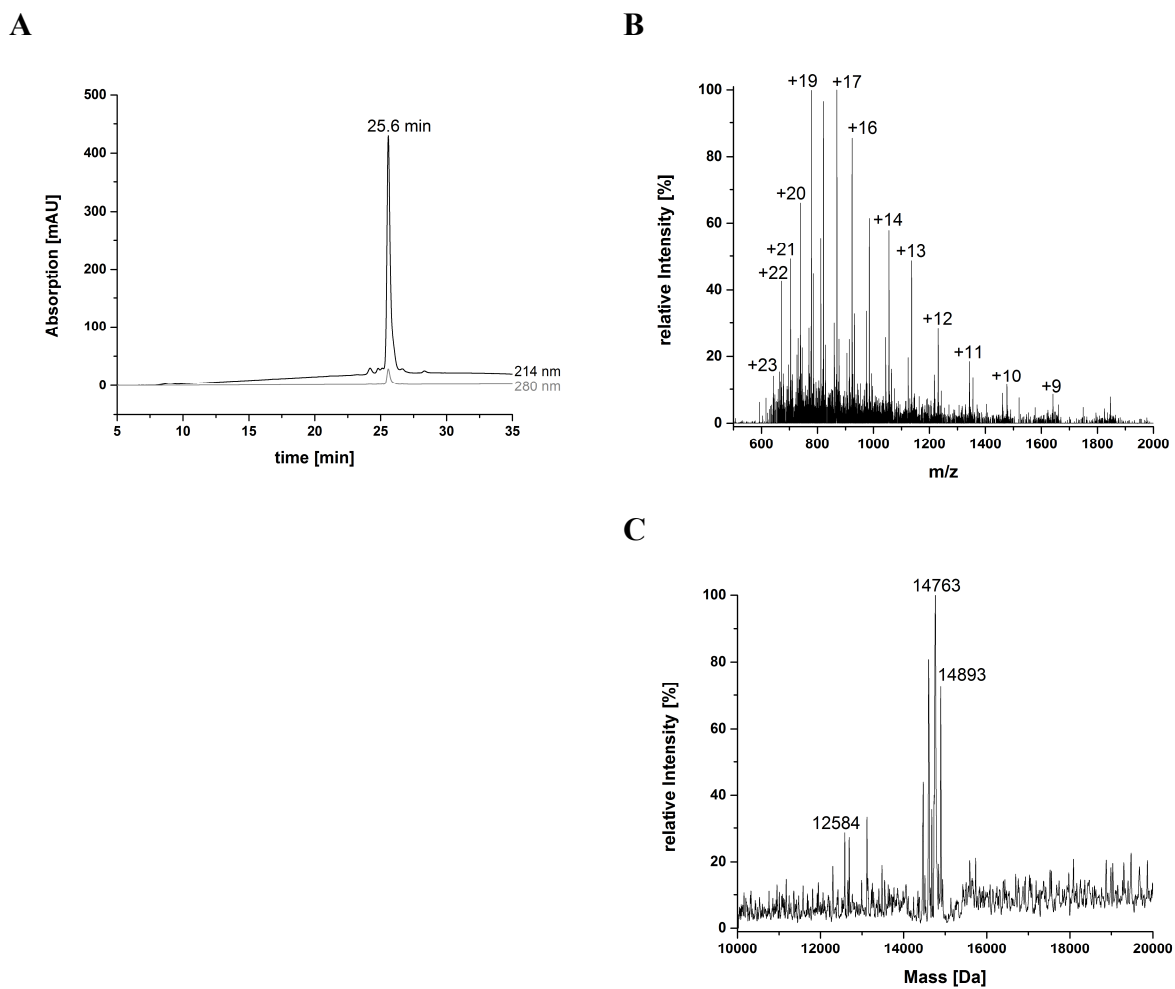 A
500
400
300
200
100
0
Absorption [mAU]
25.6 min
214 nm
280 nm
5 10 15 20 25 30 35
time [min]
B
100
80
60
40
20
0
relative Intensity [%]
+19 +17
+16
+20
+14
+21
+13
+22
+12
+11
+23
+10
+9
600 800 1000 1200 1400 1600 1800 2000
m/z
C
100
80
60
40
20
0
relative Intensity [%]
14763
14893
12584
10000 12000 14000 16000 18000 20000
Mass [Da]